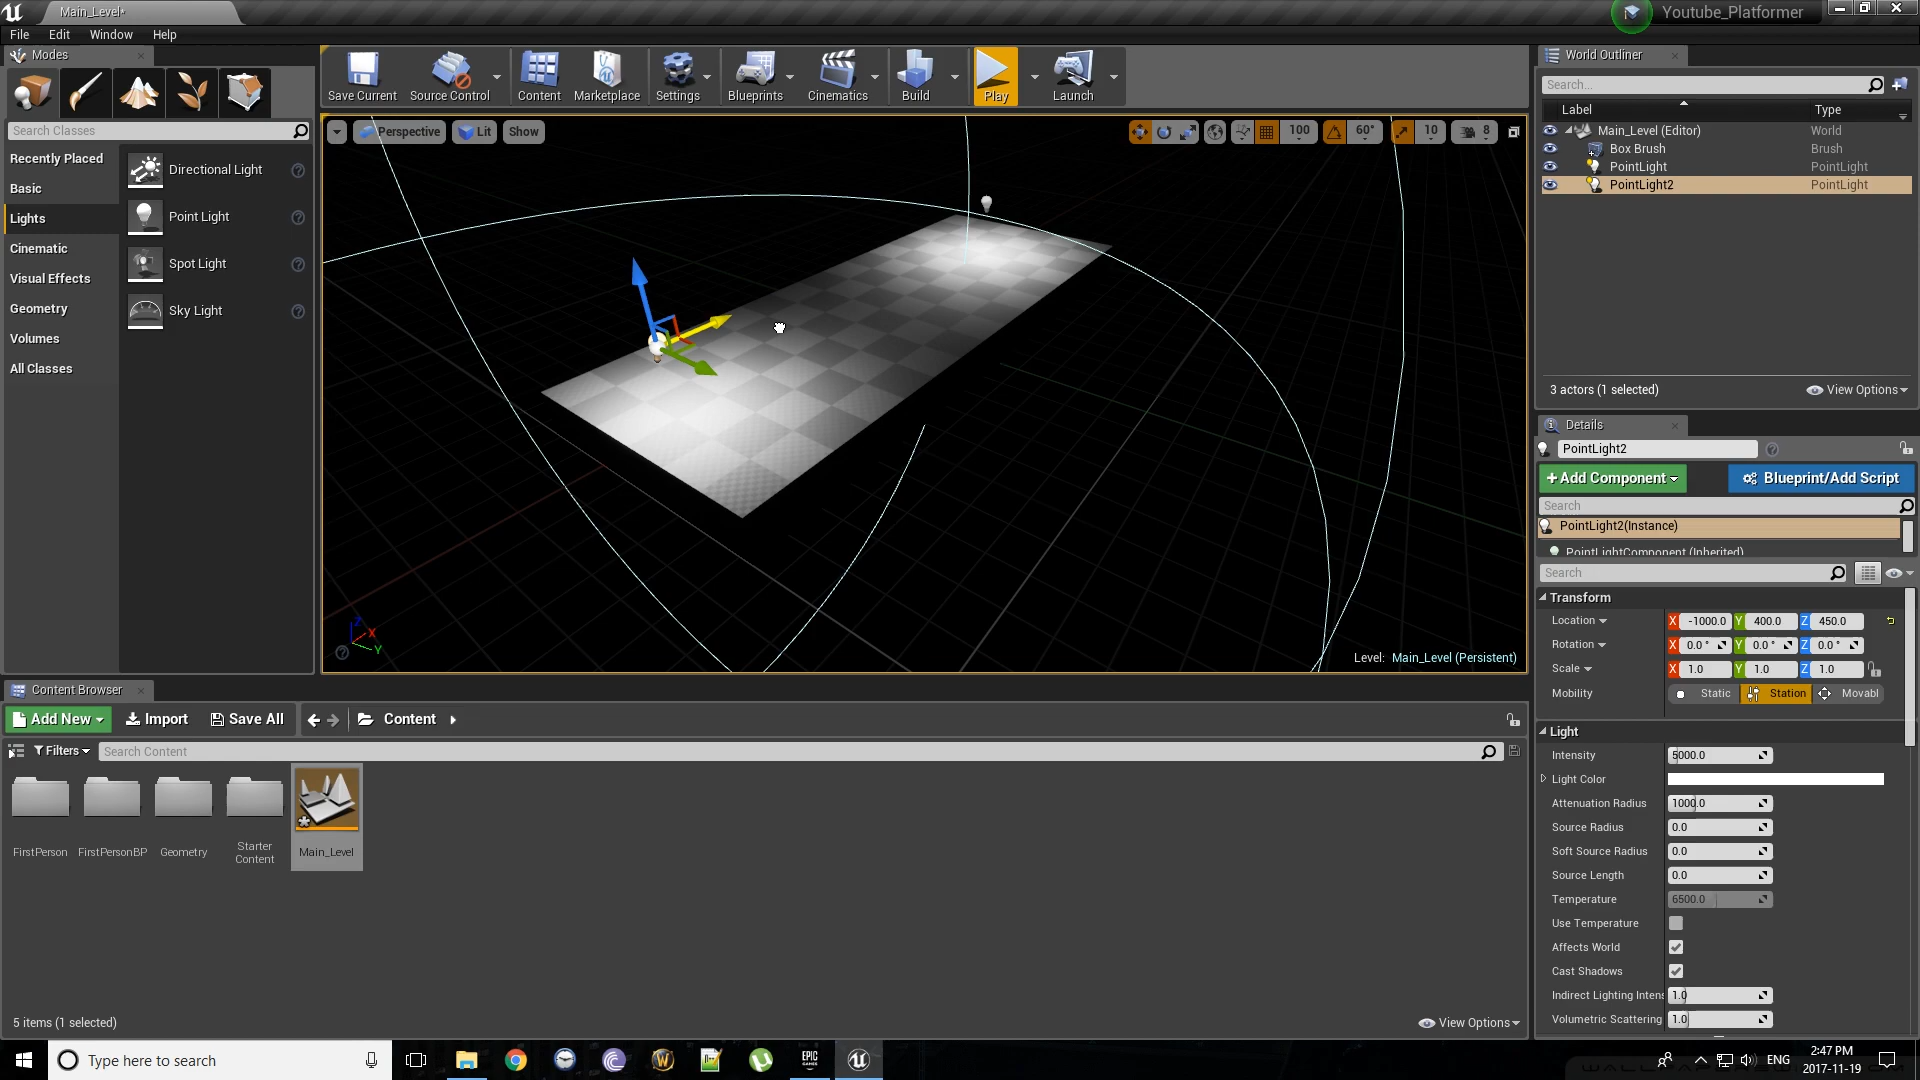 Main_Level*
Youtube_Platformer
File Edit Window Help
Modes
Save Current
Source Control
Content
Marketplace
Settings
Blueprints
Cinematics
Build
Play
Launch
Search Classes
Recently Placed
Basic
Lights
Cinematic
Visual Effects
Geometry
Volumes
All Classes
Directional Light
Point Light
Spot Light
Sky Light
Perspective
Lit
Show
100
60°
10
8
Z
X
Y
Level: Main_Level (Persistent)
World Outliner
Search...
Label Type
Main_Level (Editor) World
Box Brush Brush
PointLight PointLight
PointLight2 PointLight
3 actors (1 selected)
View Options
Details
PointLight2
+Add Component
Blueprint/Add Script
Search
PointLight2(Instance)
PointLightComponent (Inherited)
Search
Transform
Location X -1000.0 Y 400.0 Z 450.0
Rotation X 0.0 ° Y 0.0 ° Z 0.0 °
Scale X 1.0 Y 1.0 Z 1.0
Mobility Static Station Movabl
Light
Intensity 5000.0
Light Color
Attenuation Radius 1000.0
Source Radius 0.0
Soft Source Radius 0.0
Source Length 0.0
Temperature 6500.0
Use Temperature
Affects World
Cast Shadows
Indirect Lighting Intens 1.0
Volumetric Scattering 1.0
Content Browser
Add New
Import
Save All
Content
Filters
Search Content
FirstPerson
FirstPersonBP
Geometry
Starter
Content
Main_Level
5 items (1 selected)
View Options
Type here to search
EPIC
GAMES
ENG
2:47 PM
2017-11-19